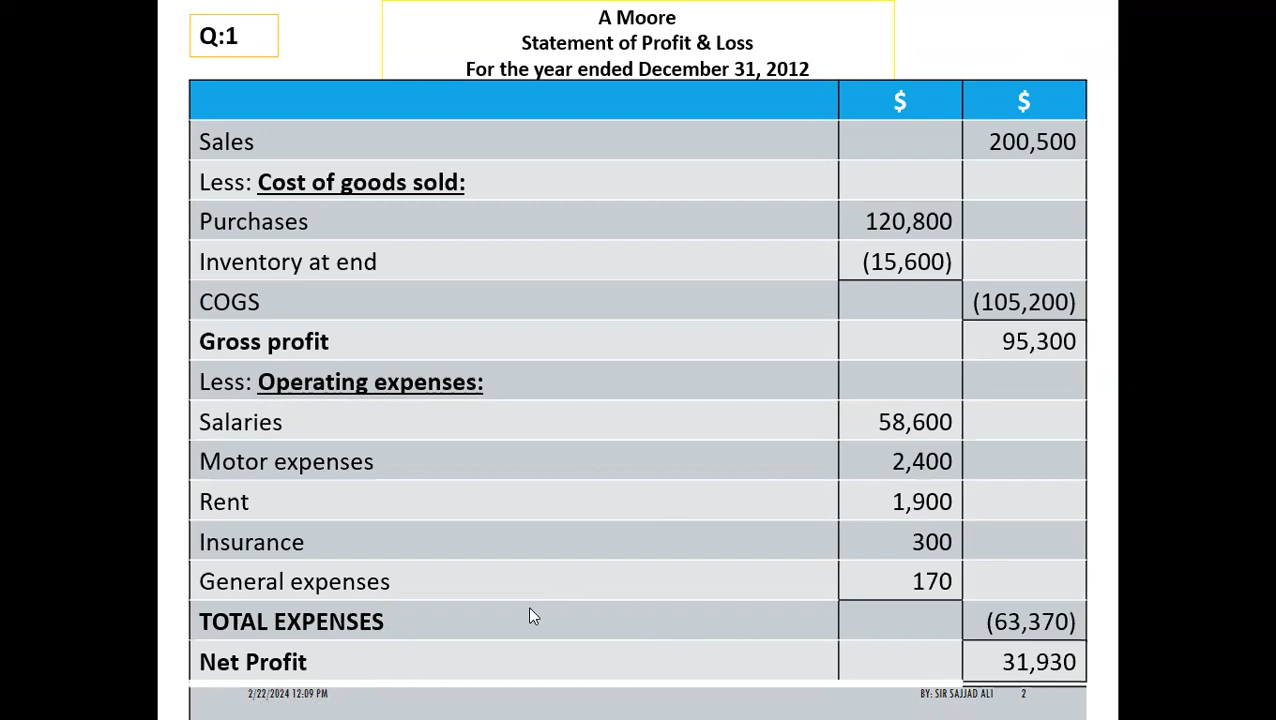 Q:1
A Moore
Statement of Profit & Loss
For the year ended December 31, 2012
$ $
Sales 200,500
Less: Cost of goods sold:
Purchases 120,800
Inventory at end (15,600)
COGS (105,200)
Gross profit 95,300
Less: Operating expenses:
Salaries 58,600
Motor expenses 2,400
Rent 1,900
Insurance 300
General expenses 170
TOTAL EXPENSES (63,370)
Net Profit 31,930
2/22/2024 12:09 PM BY: SIR SAJJAD ALI 2